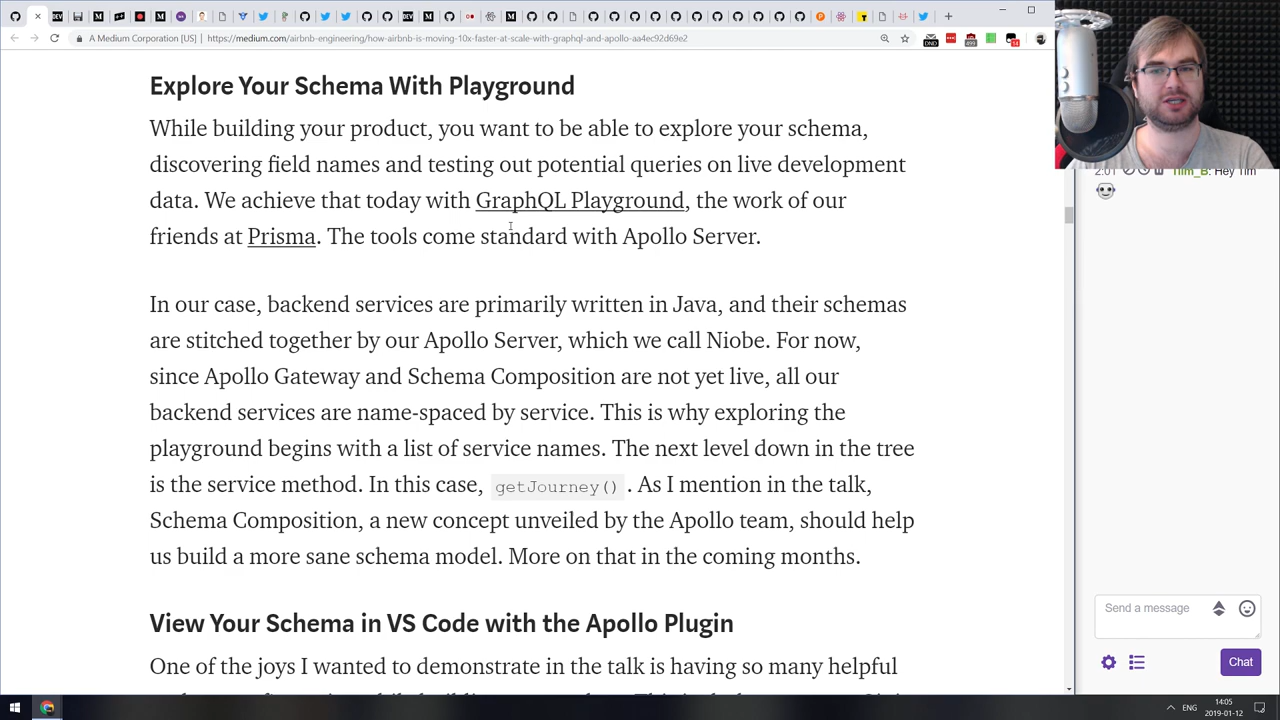 A Medium Corporation [US]
https://medium.com/airbnb-engineering/how-airbnb-is-moving-10x-faster-at-scale-with-graphql-and-apollo-aa4ec92d69e2
DND
499
14
Explore Your Schema With Playground
While building your product, you want to be able to explore your schema,
discovering field names and testing out potential queries on live development
data. We achieve that today with GraphQL Playground, the work of our
friends at Prisma. The tools come standard with Apollo Server.
In our case, backend services are primarily written in Java, and their schemas
are stitched together by our Apollo Server, which we call Niobe. For now,
since Apollo Gateway and Schema Composition are not yet live, all our
backend services are name-spaced by service. This is why exploring the
playground begins with a list of service names. The next level down in the tree
is the service method. In this case, getJourney() . As I mention in the talk,
Schema Composition, a new concept unveiled by the Apollo team, should help
us build a more sane schema model. More on that in the coming months.
View Your Schema in VS Code with the Apollo Plugin
One of the joys I wanted to demonstrate in the talk is having so many helpful
2:01 Tim_B: Hey Tim
Send a message
Chat
ENG
14:05
2019-01-12